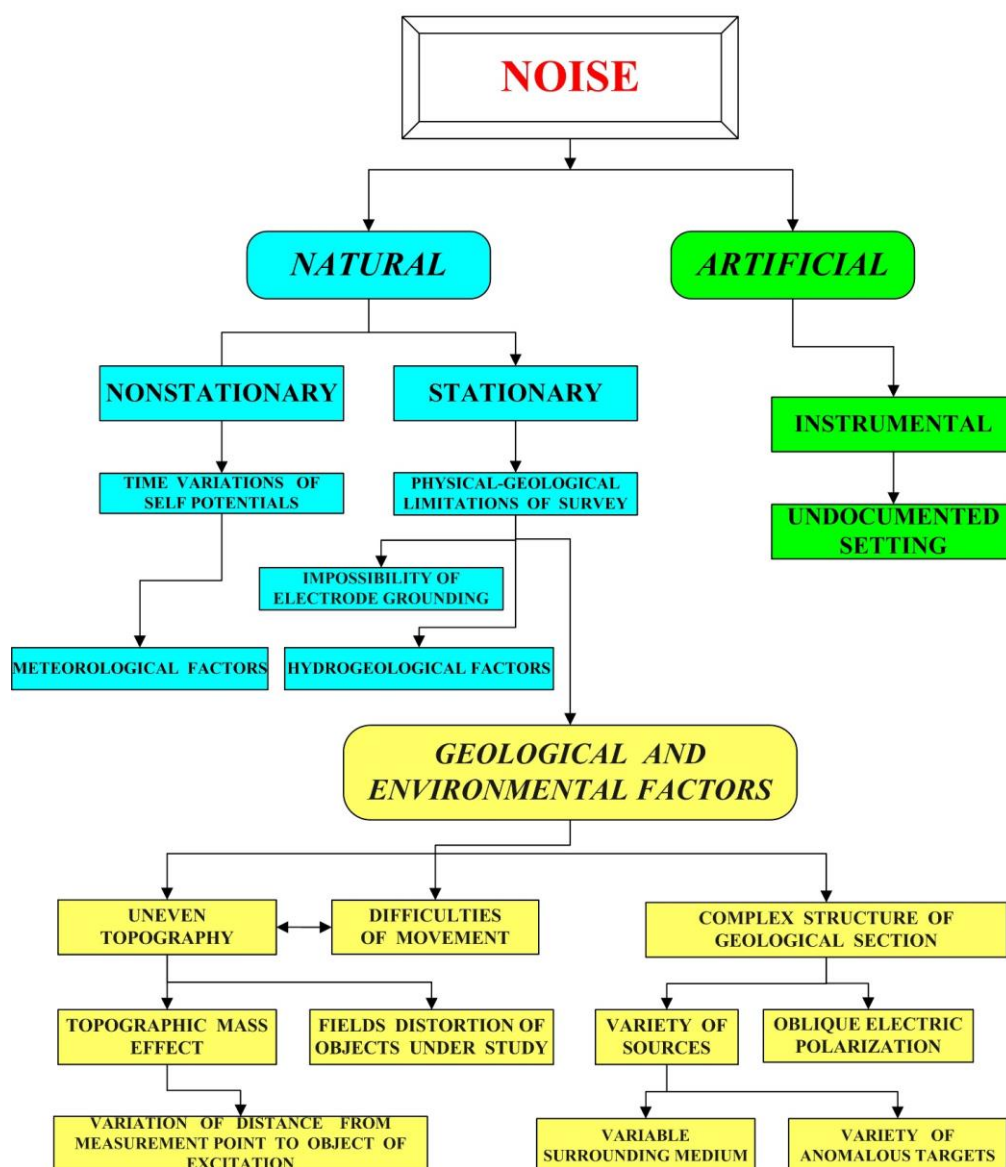 NOISE
NATURAL
ARTIFICIAL
NONSTATIONARY
STATIONARY
INSTRUMENTAL
TIME VARIATIONS OF
SELF POTENTIALS
PHYSICAL-GEOLOGICAL
LIMITATIONS OF SURVEY
UNDOCUMENTED
SETTING
IMPOSSIBILITY OF
ELECTRODE GROUNDING
METEOROLOGICAL FACTORS
HYDROGEOLOGICAL FACTORS
GEOLOGICAL AND
ENVIRONMENTAL FACTORS
UNEVEN
TOPOGRAPHY
DIFFICULTIES
OF MOVEMENT
COMPLEX STRUCTURE OF
GEOLOGICAL SECTION
TOPOGRAPHIC MASS
EFFECT
FIELDS DISTORTION OF
OBJECTS UNDER STUDY
VARIETY OF
SOURCES
OBLIQUE ELECTRIC
POLARIZATION
VARIATION OF DISTANCE FROM
MEASUREMENT POINT TO OBJECT OF
EXCITATION
VARIABLE
SURROUNDING MEDIUM
VARIETY OF
ANOMALOUS TARGETS